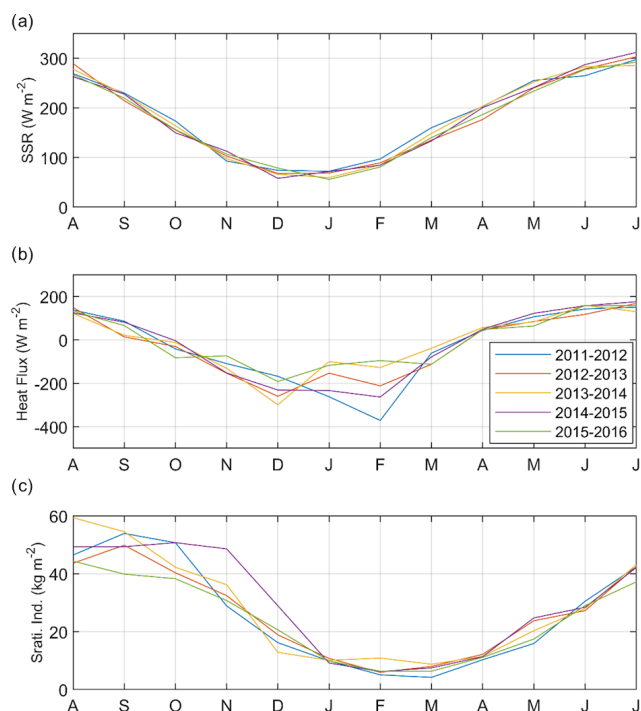 (a)
300
200
100
0
SSR (W m-2)
A S O N D J F M A M J J
(b)
200
0
-200
-400
Heat Flux (W m-2)
2011-2012
2012-2013
2013-2014
2014-2015
2015-2016
A S O N D J F M A M J J
(c)
60
40
20
0
Srati. Ind. (kg m-2)
A S O N D J F M A M J J